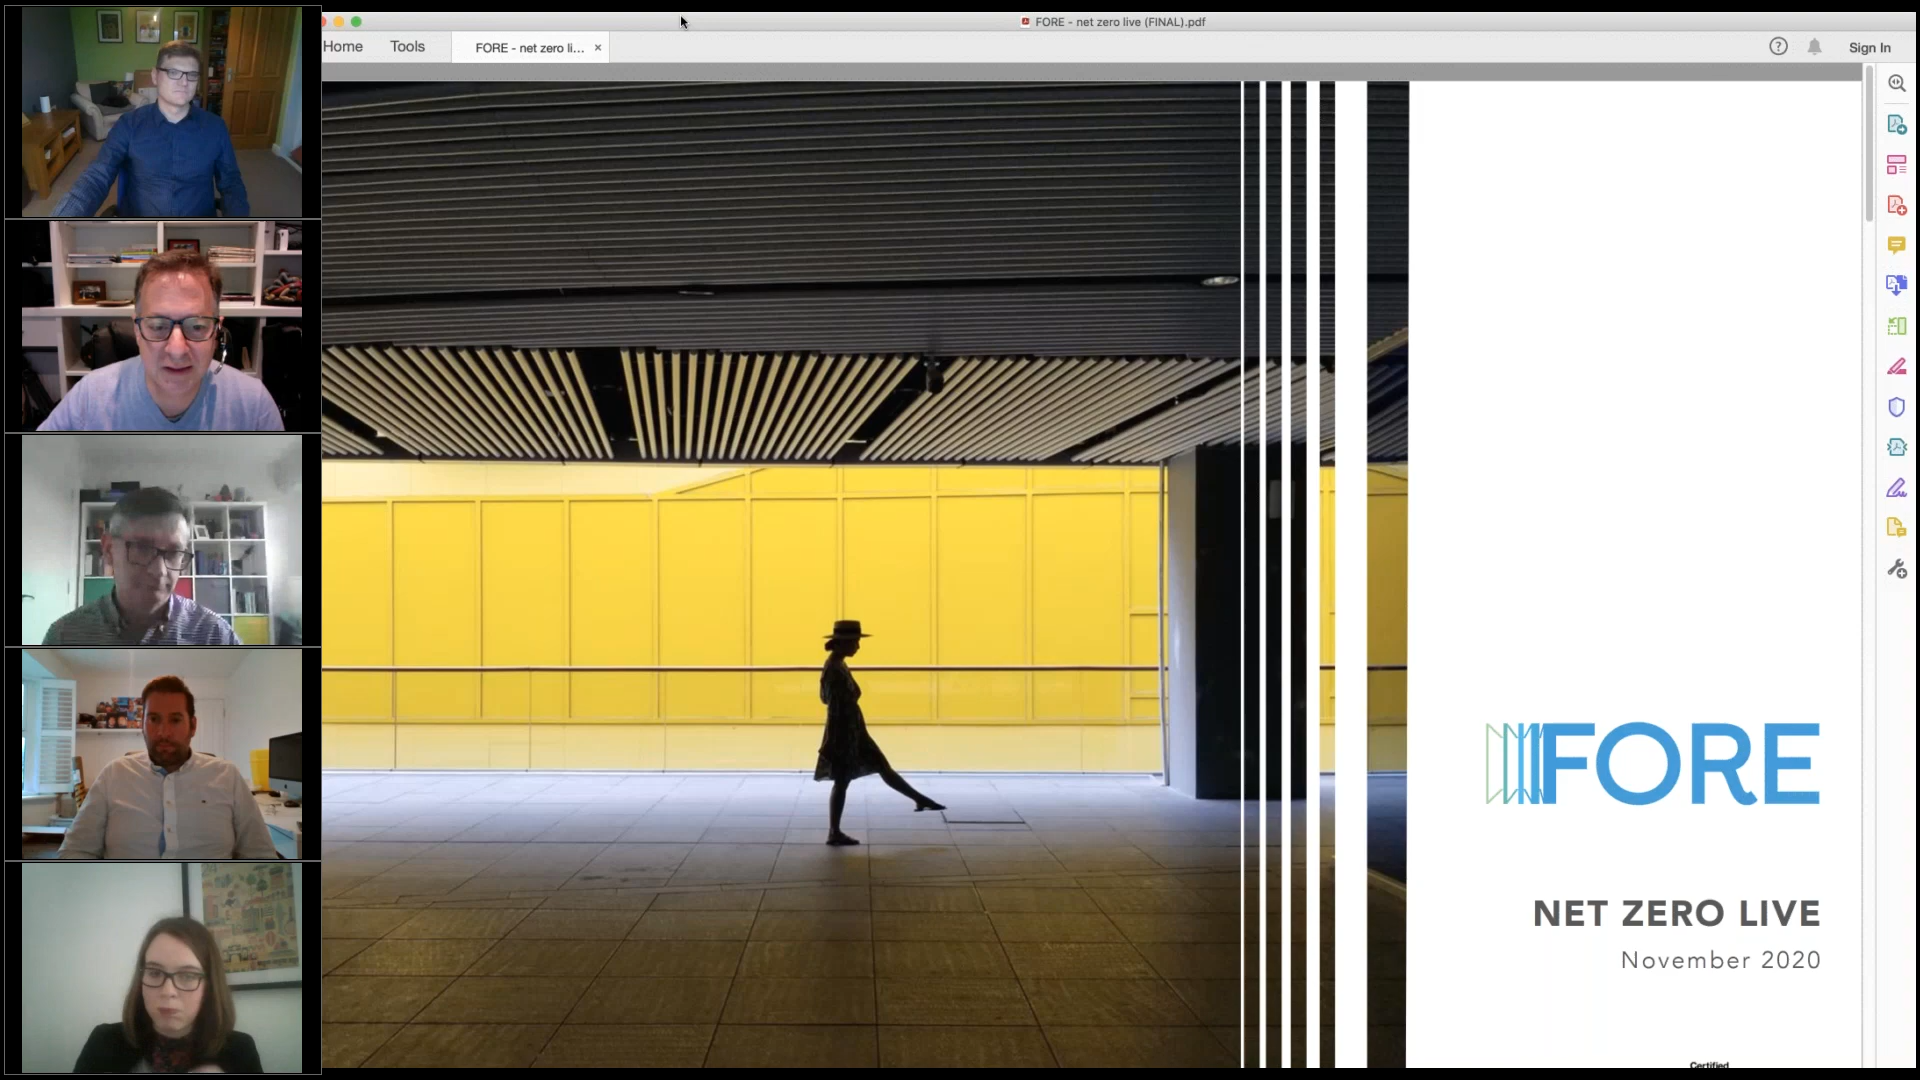 FORE - net zero live (FINAL).pdf
Home Tools FORE - net zero li... × Sign In
FORE
NET ZERO LIVE
November 2020
Certified